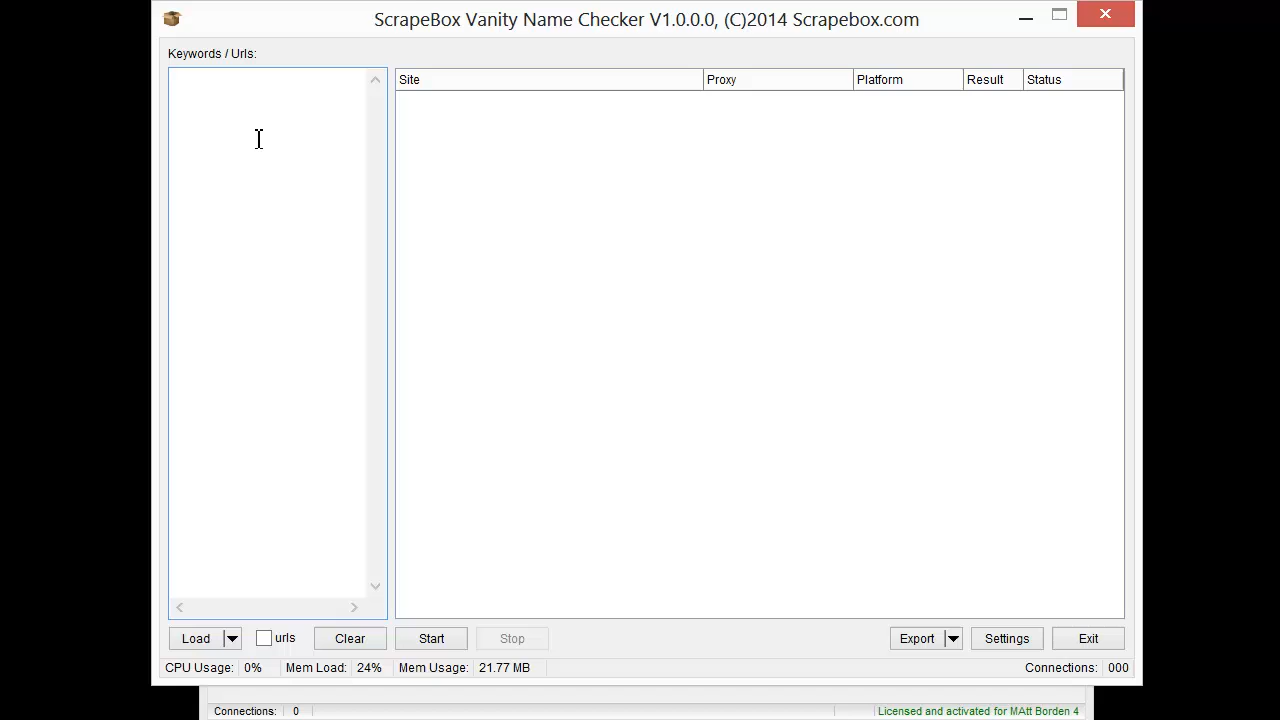 ScrapeBox Vanity Name Checker V1.0.0.0, (C)2014 Scrapebox.com
Keywords / Urls:
Site Proxy Platform Result Status
Load urls Clear Start Stop Export Settings Exit
CPU Usage: 0% Mem Load: 24% Mem Usage: 21.77 MB Connections: 000
Connections: 0 Licensed and activated for MAtt Borden 4